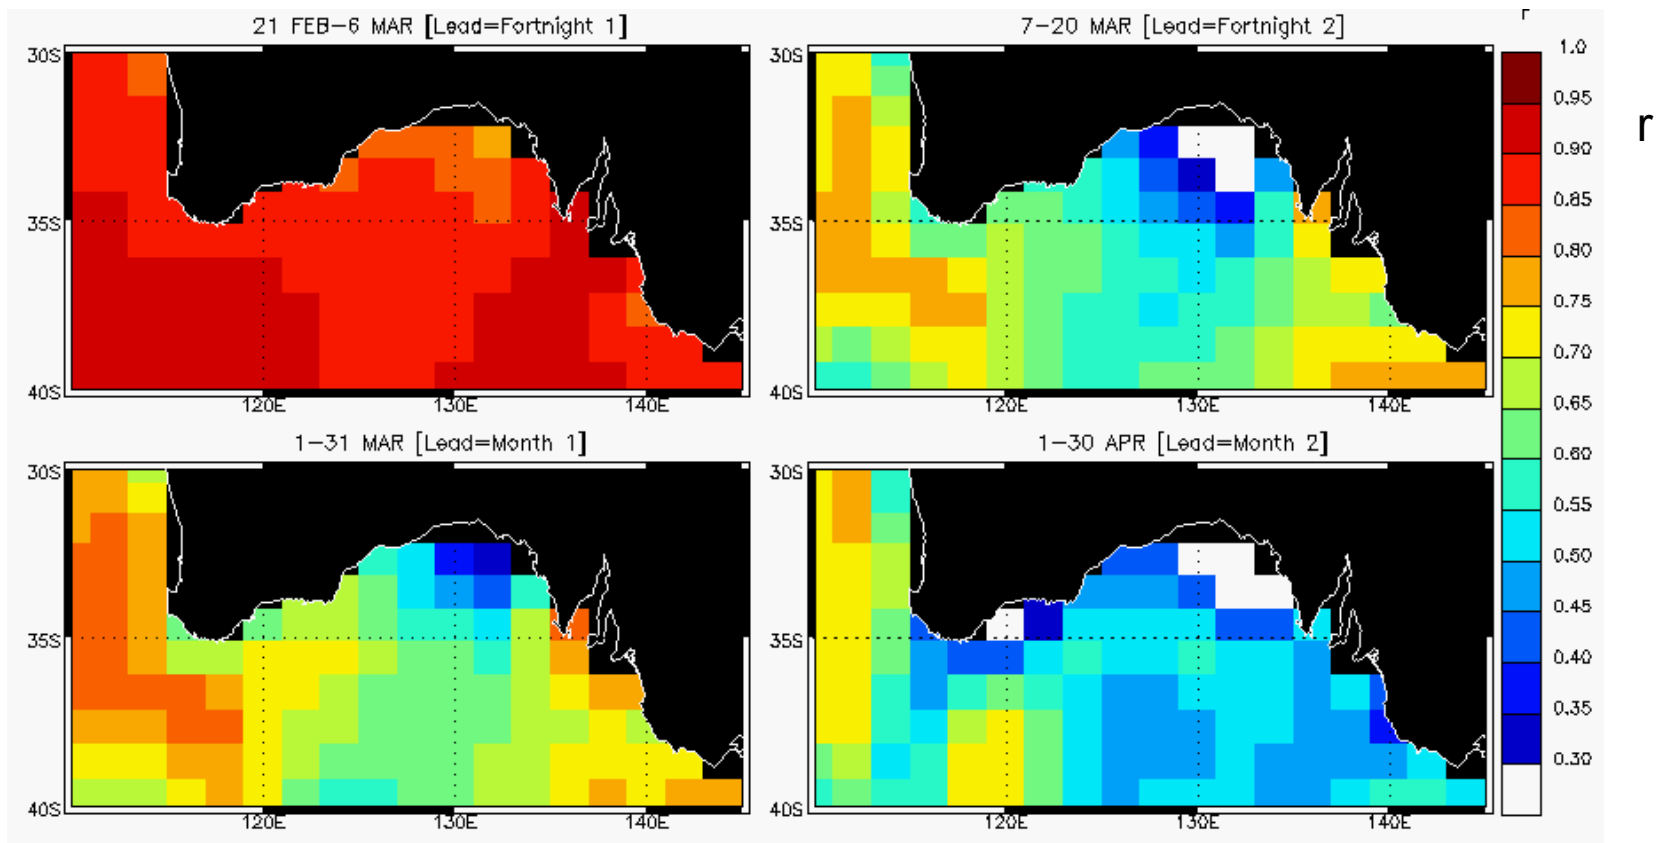 21 FEB-6 MAR [Lead=Fortnight 1]
30S
35S
40S
120E
130E
140E
7-20 MAR [Lead=Fortnight 2]
30S
35S
40S
120E
130E
140E
1-31 MAR [Lead=Month 1]
30S
35S
40S
120E
130E
140E
1-30 APR [Lead=Month 2]
30S
35S
40S
120E
130E
140E
1.0
0.95
0.90
0.85
0.80
0.75
0.70
0.65
0.60
0.55
0.50
0.45
0.40
0.35
0.30
r